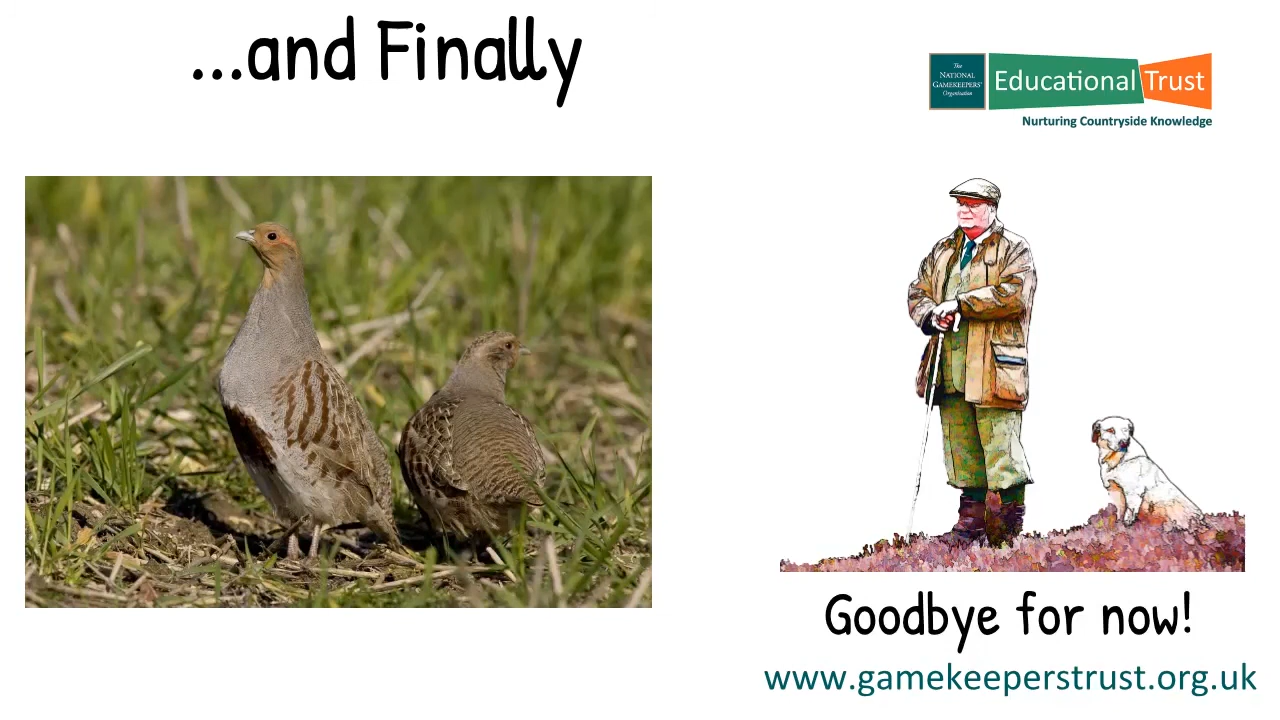 ...and Finally
The
NATIONAL
GAMEKEEPERS'
Organisation
Educational Trust
Nurturing Countryside Knowledge
Goodbye for now!
www.gamekeeperstrust.org.uk